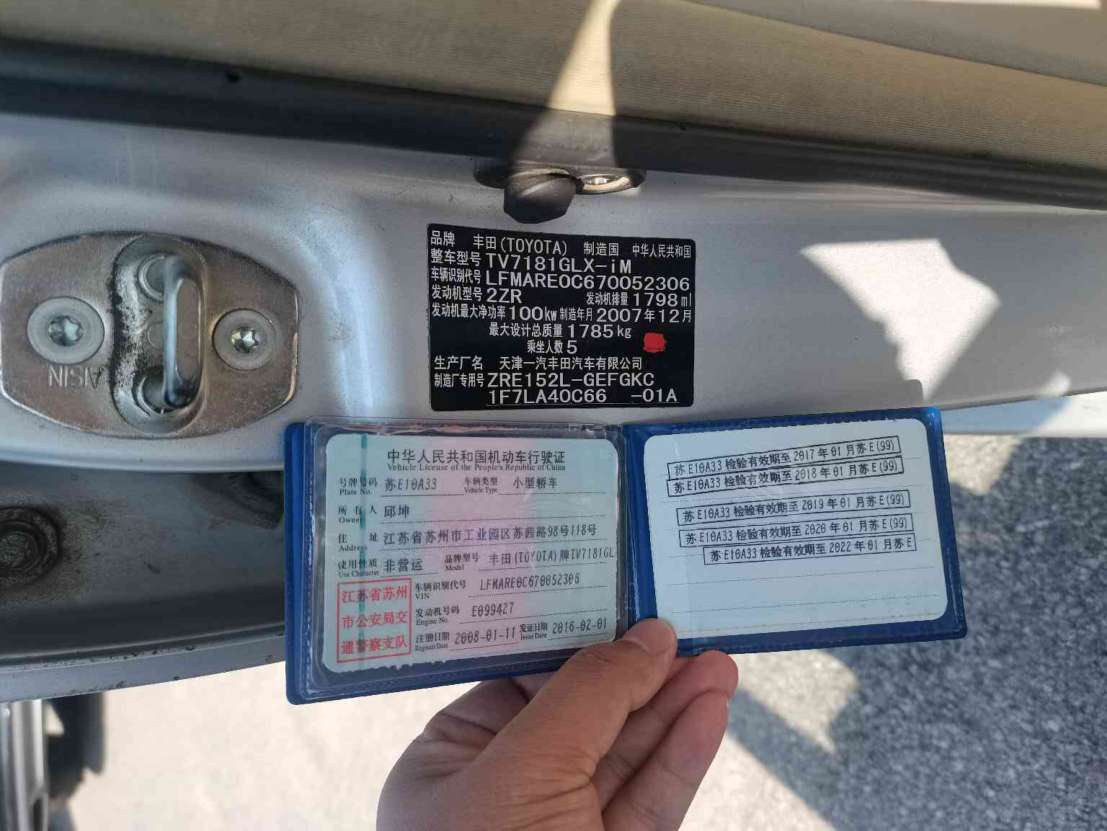 品牌 丰田(TOYOTA) 制造国 中华人民共和国
整车型号 TV7181GLX-iM
车辆识别代号 LFMARE0C670052306
发动机型号 2ZR 发动机排量 1798 ml
发动机最大净功率 100kw 制造年月 2007年12月
最大设计总质量 1785 kg
乘坐人数 5
生产厂名 天津一汽丰田汽车有限公司
制造厂专用号 ZRE152L-GEFGKC
1F7LA40C66 -01A
AISIN
中华人民共和国机动车行驶证
Vehicle License of the People's Republic of China
号牌号码 苏E10A33 车辆类型 小型轿车
Plate No. Vehicle Type
所有人 邱坤
Owner
住址 江苏省苏州市工业园区苏茜路98号118号
Address
使用性质 非营运 品牌型号 丰田(TOYOTA)牌TV7181GL
Use Character Model
江苏省苏州
市公安局交
通警察支队
车辆识别代号 LFMARE0C670052306
VIN
发动机号码 E099427
Engine No.
注册日期 2008-01-11 发证日期 2016-02-01
Register Date Issue Date
苏E10A33 检验有效期至 2017年01月苏E(99)
苏E10A33 检验有效期至 2018年01月苏E(99)
苏E10A33 检验有效期至 2019年01月苏E(99)
苏E10A33 检验有效期至 2020年01月苏E(99)
苏E10A33 检验有效期至 2022年01月苏E